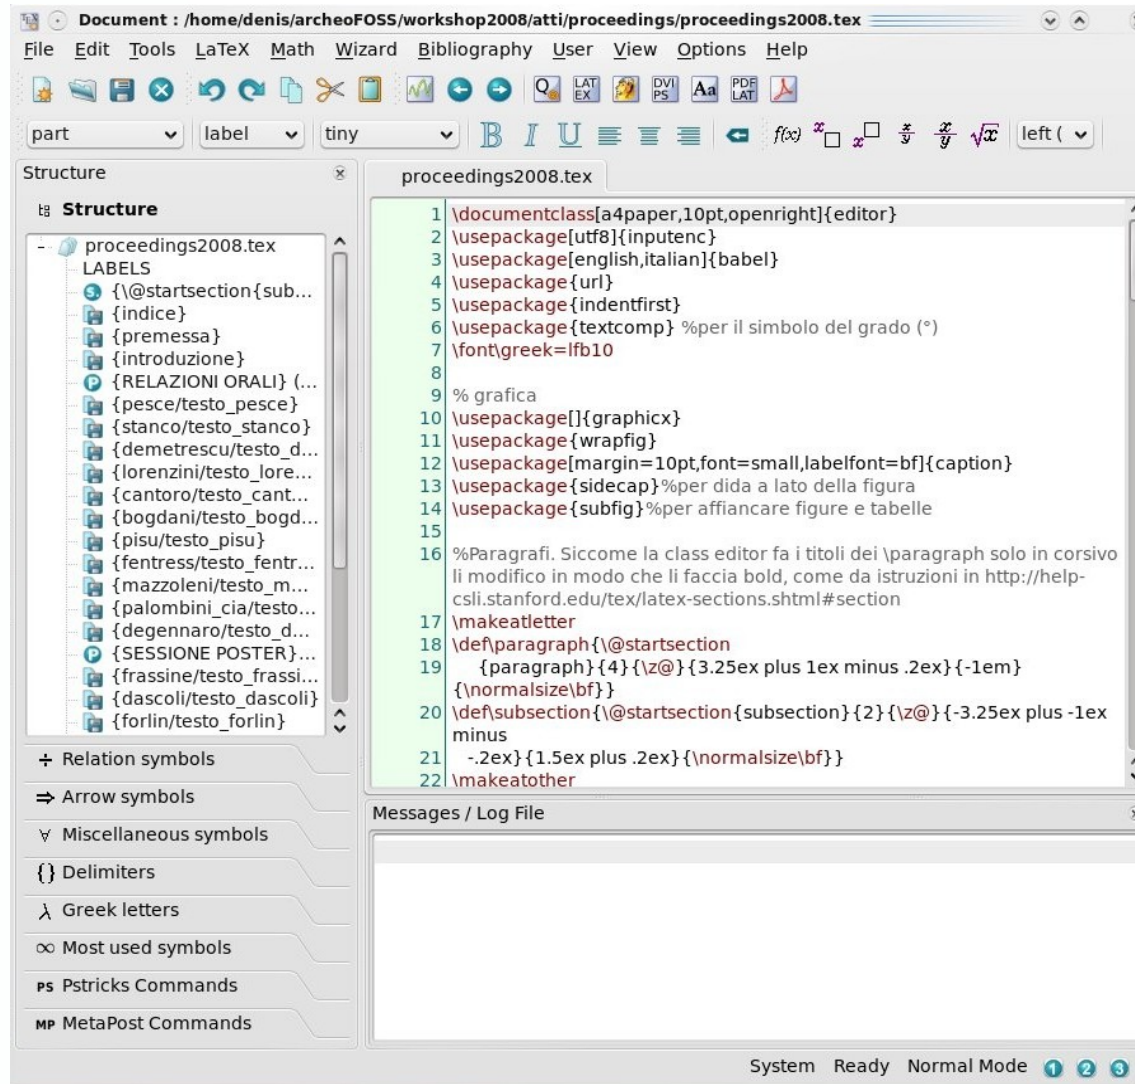 Document : /home/denis/archeoFOSS/workshop2008/atti/proceedings/proceedings2008.tex
File Edit Tools LaTeX Math Wizard Bibliography User View Options Help
Q LAT EX DVI PS Aa PDF LAT
part label tiny B I U f(x) x x x/y x/y √x left (
Structure
Structure
proceedings2008.tex
LABELS
{\@startsection{sub...
{indice}
{premessa}
{introduzione}
{RELAZIONI ORALI} (...
{pesce/testo_pesce}
{stanco/testo_stanco}
{demetrescu/testo_d...
{lorenzini/testo_lore...
{cantoro/testo_cant...
{bogdani/testo_bogd...
{pisu/testo_pisu}
{fentress/testo_fentr...
{mazzoleni/testo_m...
{palombini_cia/testo...
{degennaro/testo_d...
{SESSIONE POSTER}...
{frassine/testo_frassi...
{dascoli/testo_dascoli}
{forlin/testo_forlin}
÷ Relation symbols
⇒ Arrow symbols
∀ Miscellaneous symbols
{} Delimiters
λ Greek letters
∞ Most used symbols
PS Pstricks Commands
MP MetaPost Commands
proceedings2008.tex
1 \documentclass[a4paper,10pt,openright]{editor}
2 \usepackage[utf8]{inputenc}
3 \usepackage[english,italian]{babel}
4 \usepackage{url}
5 \usepackage{indentfirst}
6 \usepackage{textcomp} %per il simbolo del grado (°)
7 \font\greek=lfb10
8
9 % grafica
10 \usepackage[]{graphicx}
11 \usepackage{wrapfig}
12 \usepackage[margin=10pt,font=small,labelfont=bf]{caption}
13 \usepackage{sidecap}%per dida a lato della figura
14 \usepackage{subfig}%per affiancare figure e tabelle
15
16 %Paragrafi. Siccome la class editor fa i titoli dei \paragraph solo in corsivo
li modifico in modo che li faccia bold, come da istruzioni in http://help-
csli.stanford.edu/tex/latex-sections.shtml#section
17 \makeatletter
18 \def\paragraph{\@startsection
19 {paragraph}{4}{\z@}{3.25ex plus 1ex minus .2ex}{-1em}
{\normalsize\bf}}
20 \def\subsection{\@startsection{subsection}{2}{\z@}{-3.25ex plus -1ex
minus
21 -.2ex}{1.5ex plus .2ex}{\normalsize\bf}}
22 \makeatother
Messages / Log File
System Ready Normal Mode 1 2 3